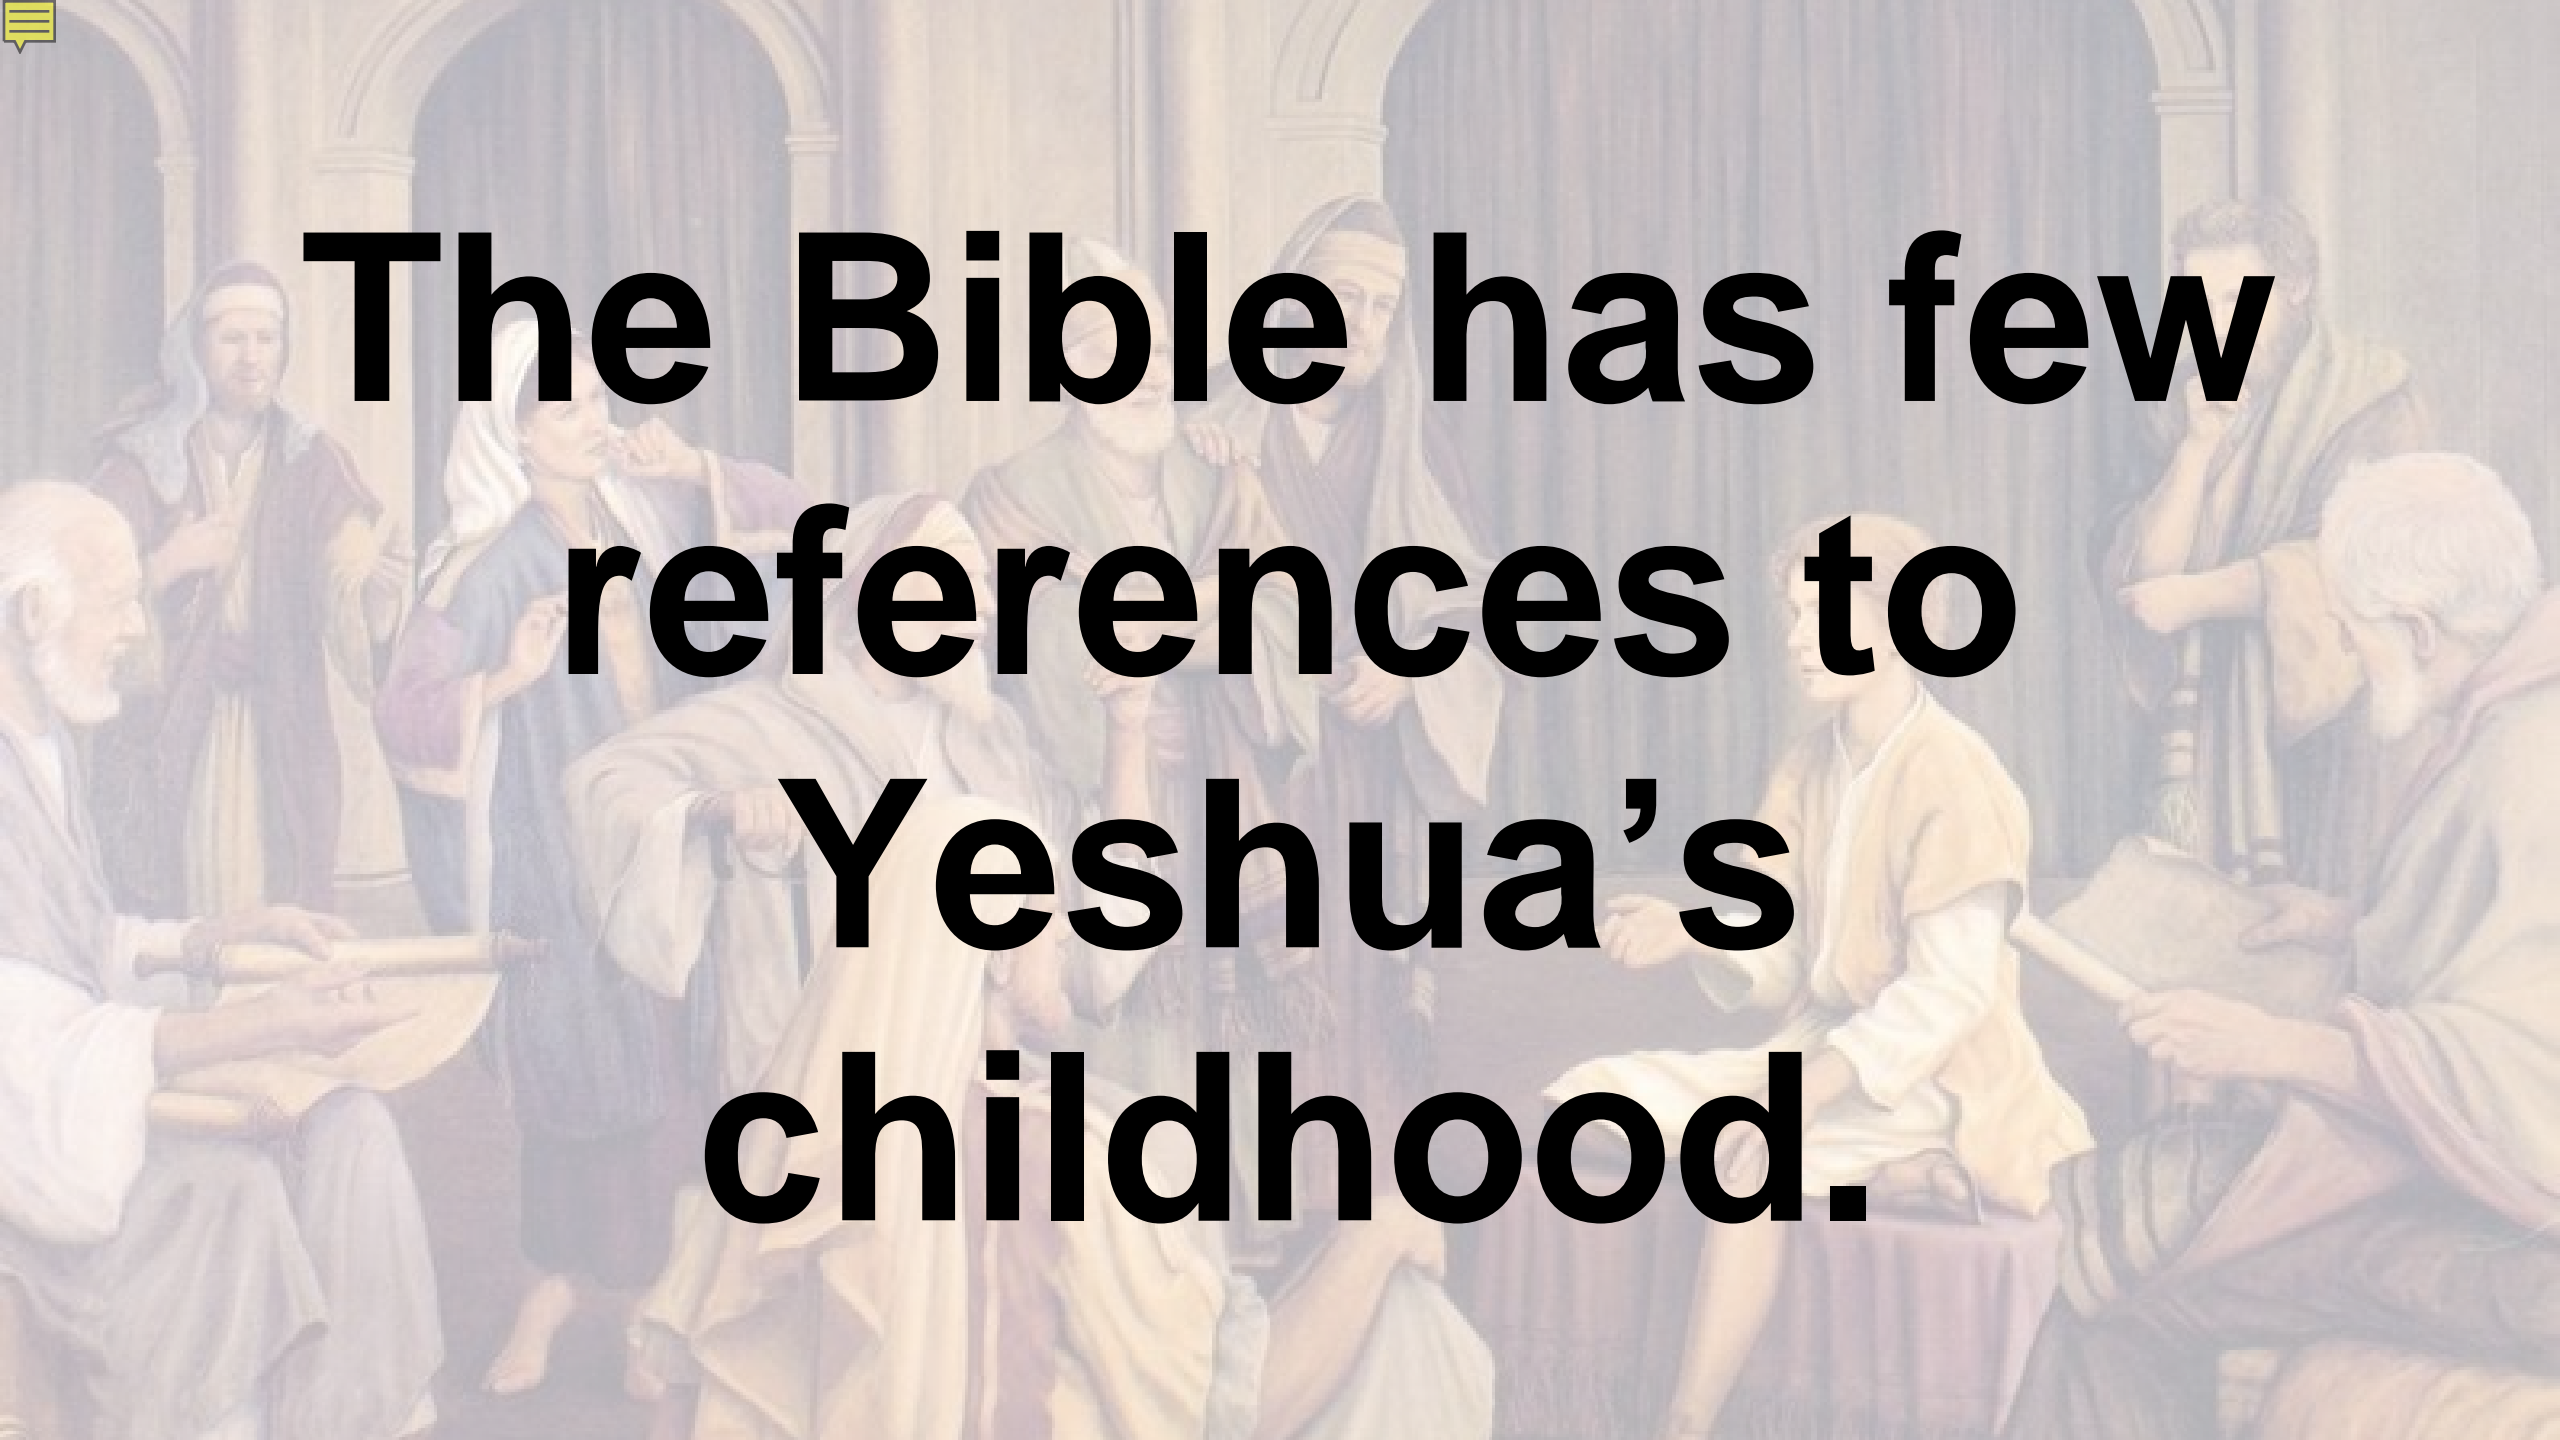 The Bible has few
references to
Yeshua’s
childhood.